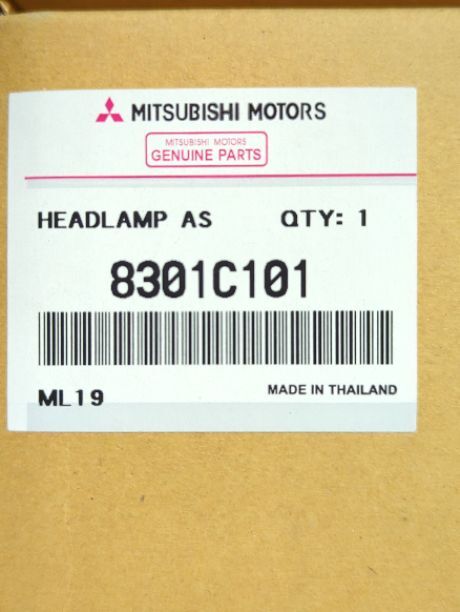 MITSUBISHI MOTORS
MITSUBISHI MOTORS
GENUINE PARTS
HEADLAMP AS QTY: 1
8301C101
ML19 MADE IN THAILAND